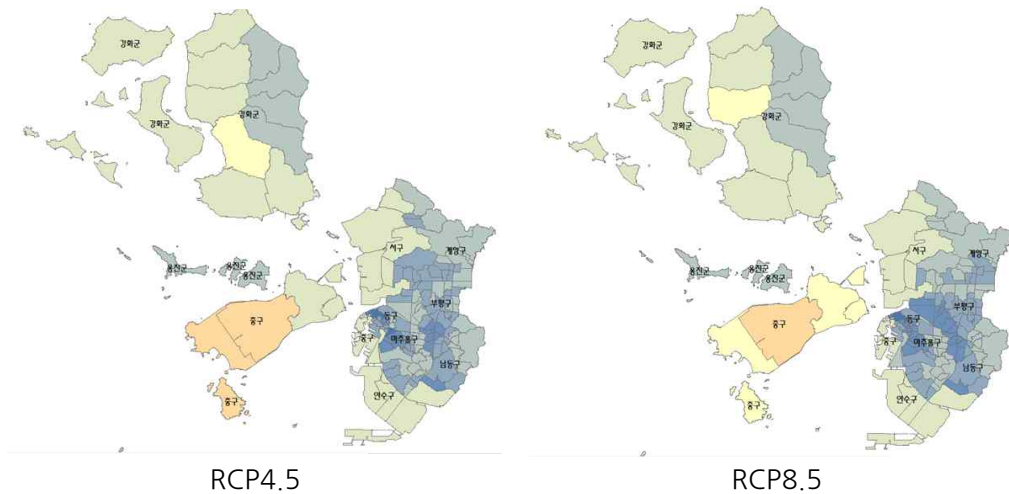 강화군
강화군
강화군
서구
계양구
옹진군
옹진군
옹진군
부평구
중구
동구
중구
미추홀구
남동구
중구
연수구
RCP4.5
강화군
강화군
강화군
서구
계양구
옹진군
옹진군
옹진군
부평구
중구
동구
중구
미추홀구
남동구
중구
연수구
RCP8.5